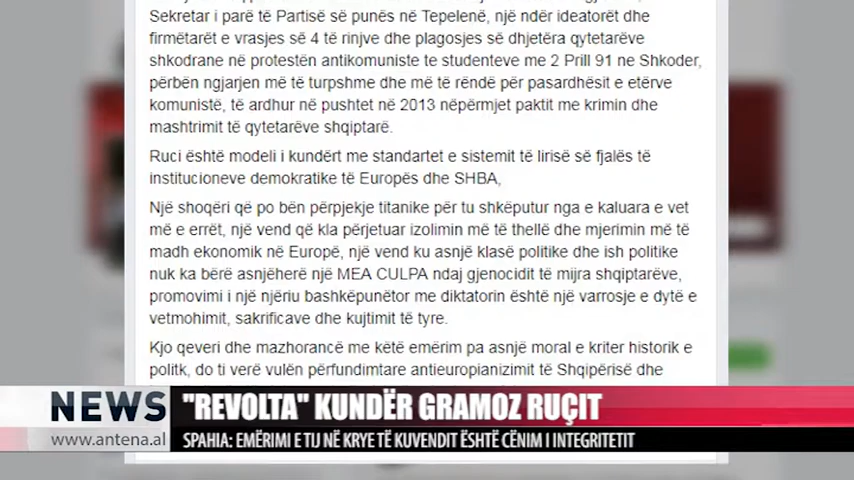 Sekretar i parë të Partisë së punës në Tepelenë, një ndër ideatorët dhe
firmëtarët e vrasjes së 4 të rinjve dhe plagosjes së dhjetëra qytetarëve
shkodrane në protestën antikomuniste te studenteve me 2 Prill 91 ne Shkoder,
përbën ngjarjen më të turpshme dhe më të rëndë për pasardhësit e etërve
komunistë, të ardhur në pushtet në 2013 nëpërmjet paktit me krimin dhe
mashtrimit të qytetarëve shqiptarë.
Ruci është modeli i kundërt me standartet e sistemit të lirisë së fjalës të
institucioneve demokratike të Europës dhe SHBA,
Një shoqëri që po bën përpjekje titanike për tu shkëputur nga e kaluara e vet
më e errët, një vend që kla përjetuar izolimin më të thellë dhe mjerimin më të
madh ekonomik në Europë, një vend ku asnjë klasë politike dhe ish politike
nuk ka bërë asnjëherë një MEA CULPA ndaj gjenocidit të mijra shqiptarëve,
promovimi i një njëriu bashkëpunëtor me diktatorin është një varrosje e dytë e
vetmohimit, sakrificave dhe kujtimit të tyre.
Kjo qeveri dhe mazhorancë me këtë emërim pa asnjë moral e kriter historik e
politk, do ti verë vulën përfundimtare antieuropianizimit të Shqipërisë dhe
NEWS
"REVOLTA" KUNDËR GRAMOZ RUÇIT
www.antena.al
SPAHIA: EMËRIMI E TIJ NË KRYE TË KUVENDIT ËSHTË CËNIM I INTEGRITETIT